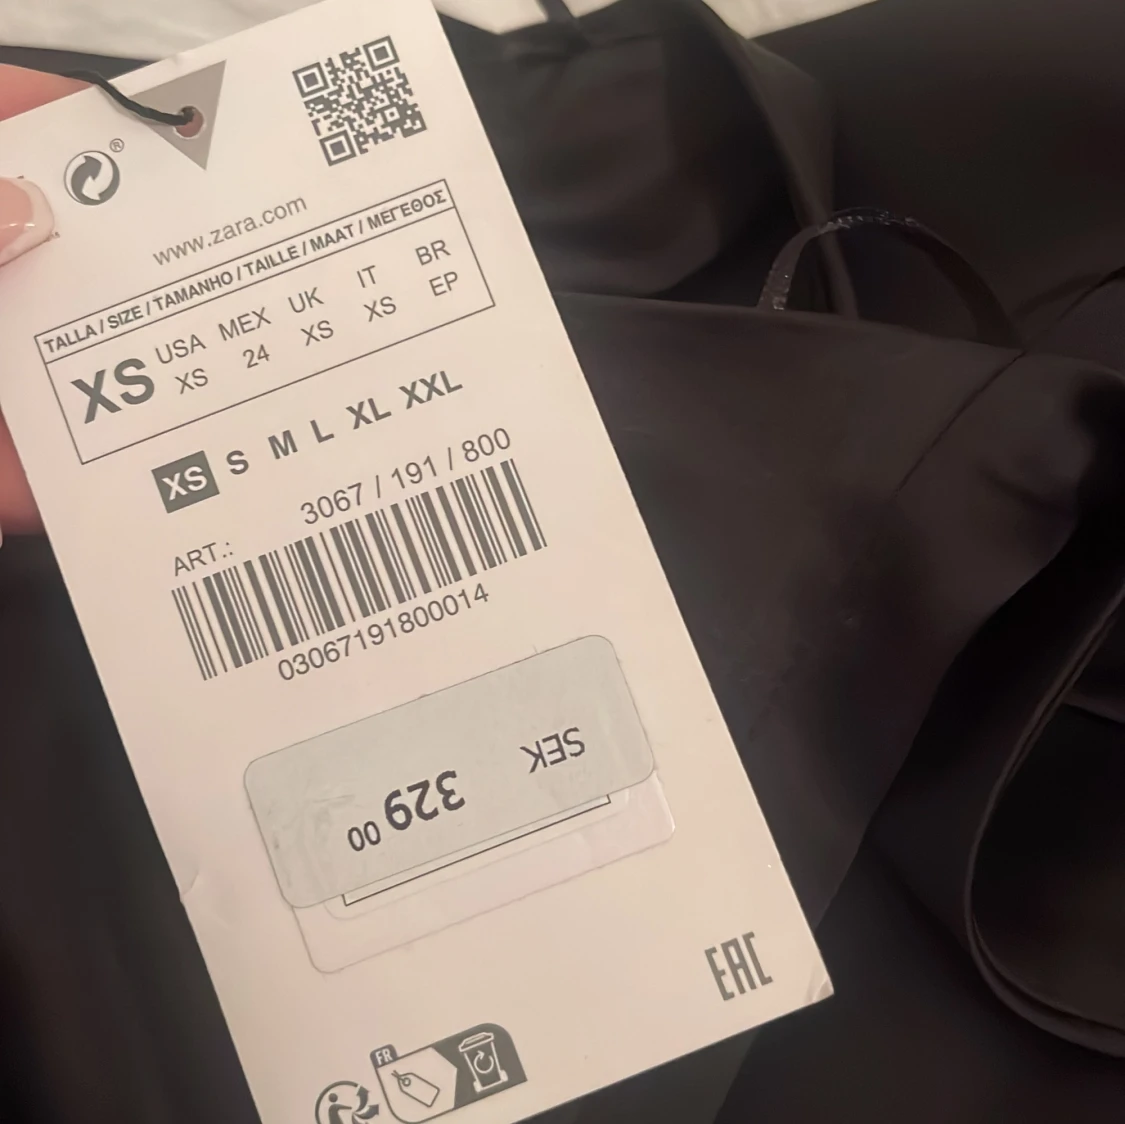 ®
www.zara.com
TALLA / SIZE / TAMANHO / TAILLE / MAAT / ΜΕΓΕΘΟΣ
XS USA MEX UK IT BR
XS 24 XS XS EP
XS S M L XL XXL
ART.: 3067 / 191 / 800
03067191800014
SEK 329 00
EAC
FR